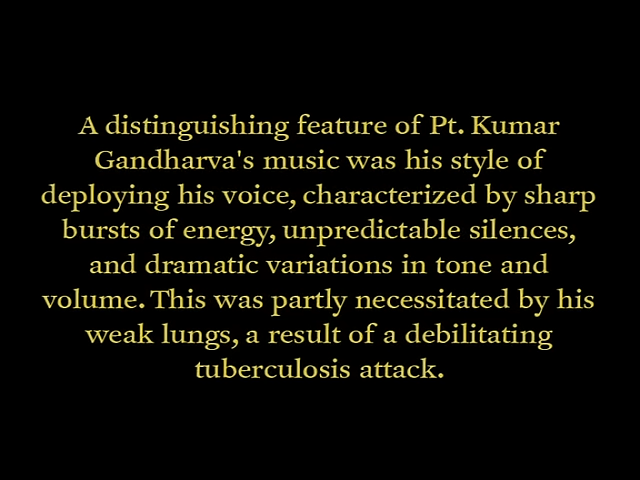 A distinguishing feature of Pt. Kumar
Gandharva's music was his style of
deploying his voice, characterized by sharp
bursts of energy, unpredictable silences,
and dramatic variations in tone and
volume. This was partly necessitated by his
weak lungs, a result of a debilitating
tuberculosis attack.